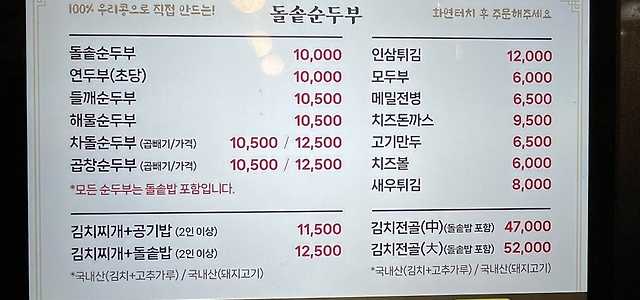 100% 우리콩으로 직접 만드는!
돌솥순두부
화면터치 후 주문해주세요
돌솥순두부 10,000
연두부(초당) 10,000
들깨순두부 10,500
해물순두부 10,500
차돌순두부 (곱빼기/가격) 10,500 / 12,500
곱창순두부 (곱빼기/가격) 10,500 / 12,500
*모든 순두부는 돌솥밥 포함입니다.
인삼튀김 12,000
모두부 6,000
메밀전병 6,500
치즈돈까스 9,500
고기만두 6,500
치즈볼 6,000
새우튀김 8,000
김치찌개+공기밥 (2인 이상) 11,500
김치찌개+돌솥밥 (2인 이상) 12,500
*국내산(김치+고추가루) / 국내산(돼지고기)
김치전골(中)(돌솥밥 포함) 47,000
김치전골(大)(돌솥밥 포함) 52,000
*국내산(김치+고추가루) / 국내산(돼지고기)